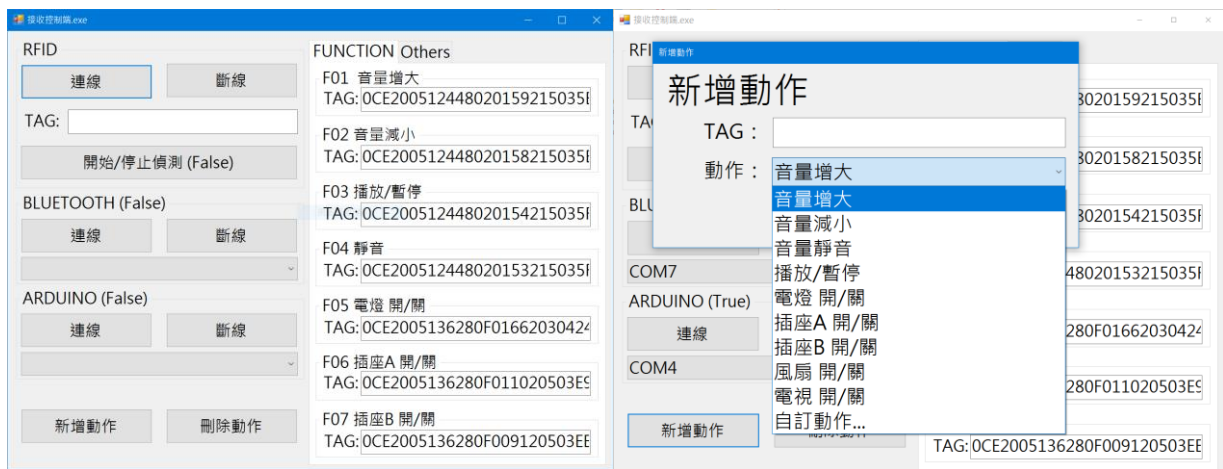 接收控制端.exe
RFID
連線
斷線
TAG:
開始/停止偵測 (False)
BLUETOOTH (False)
連線
斷線
ARDUINO (False)
連線
斷線
新增動作
刪除動作
FUNCTION Others
F01 音量增大
TAG: 0CE200512448020159215035
F02 音量減小
TAG: 0CE200512448020158215035
F03 播放/暫停
TAG: 0CE200512448020154215035
F04 靜音
TAG: 0CE200512448020153215035
F05 電燈 開/關
TAG: 0CE2005136280F01662030424
F06 插座A 開/關
TAG: 0CE2005136280F011020503E9
F07 插座B 開/關
TAG: 0CE2005136280F009120503EE
接收控制端.exe
RFI
新增動作
新增動作
TAG：
動作：
音量增大
音量增大
音量減小
音量靜音
播放/暫停
電燈 開/關
插座A 開/關
插座B 開/關
風扇 開/關
電視 開/關
自訂動作...
TA
BLU
COM7
ARDUINO (True)
連線
COM4
新增動作
8020159215035
8020158215035
8020154215035
48020153215035
280F01662030424
280F011020503E9
TAG: 0CE2005136280F009120503EE